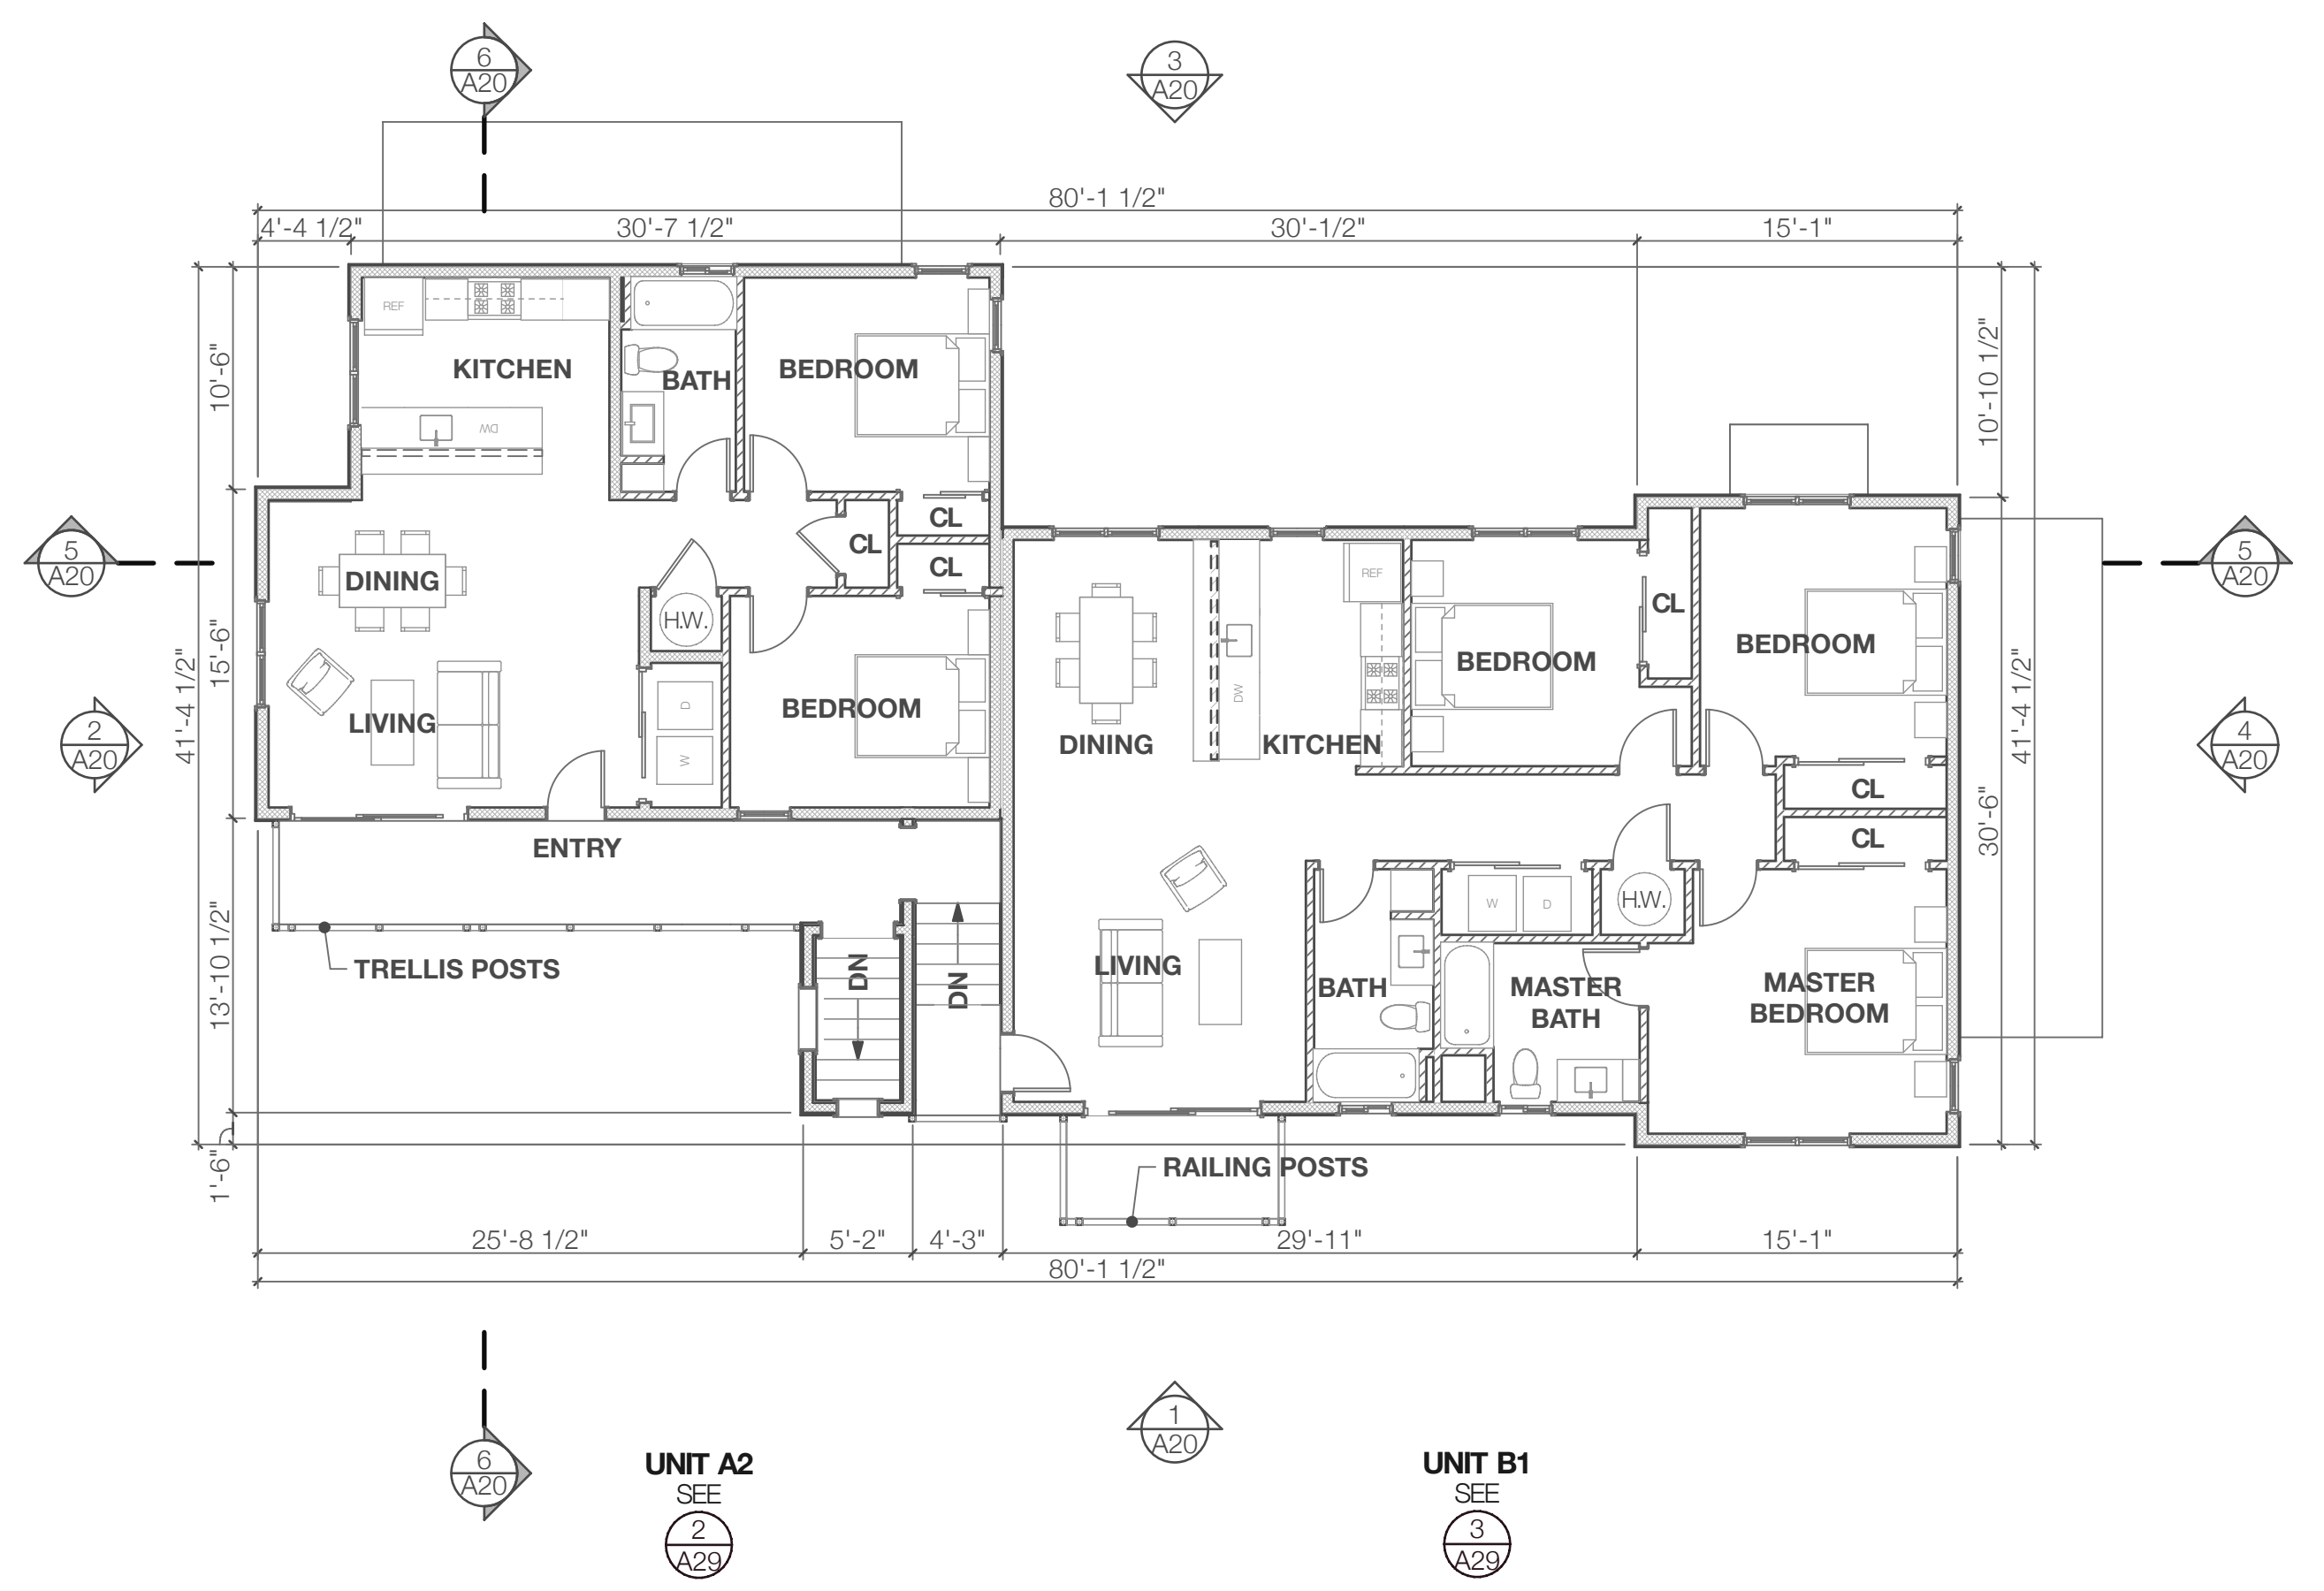 6
A20
3
A20
80'-1 1/2"
4'-4 1/2"
30'-7 1/2"
30'-1/2"
15'-1"
REF
KITCHEN
BATH
BEDROOM
DW
10'-6"
10'-10 1/2"
CL
CL
CL
5
A20
5
A20
DINING
H.W.
REF
CL
15'-6"
41'-4 1/2"
BEDROOM
BEDROOM
41'-4 1/2"
D
DW
LIVING
BEDROOM
2
A20
DINING
KITCHEN
4
A20
W
CL
30'-6"
CL
ENTRY
W
D
H.W.
13'-10 1/2"
TRELLIS POSTS
DN
DN
LIVING
BATH
MASTER
BATH
MASTER
BEDROOM
1'-6"
RAILING POSTS
25'-8 1/2"
5'-2"
4'-3"
29'-11"
15'-1"
80'-1 1/2"
6
A20
1
A20
UNIT A2
SEE
2
A29
UNIT B1
SEE
3
A29